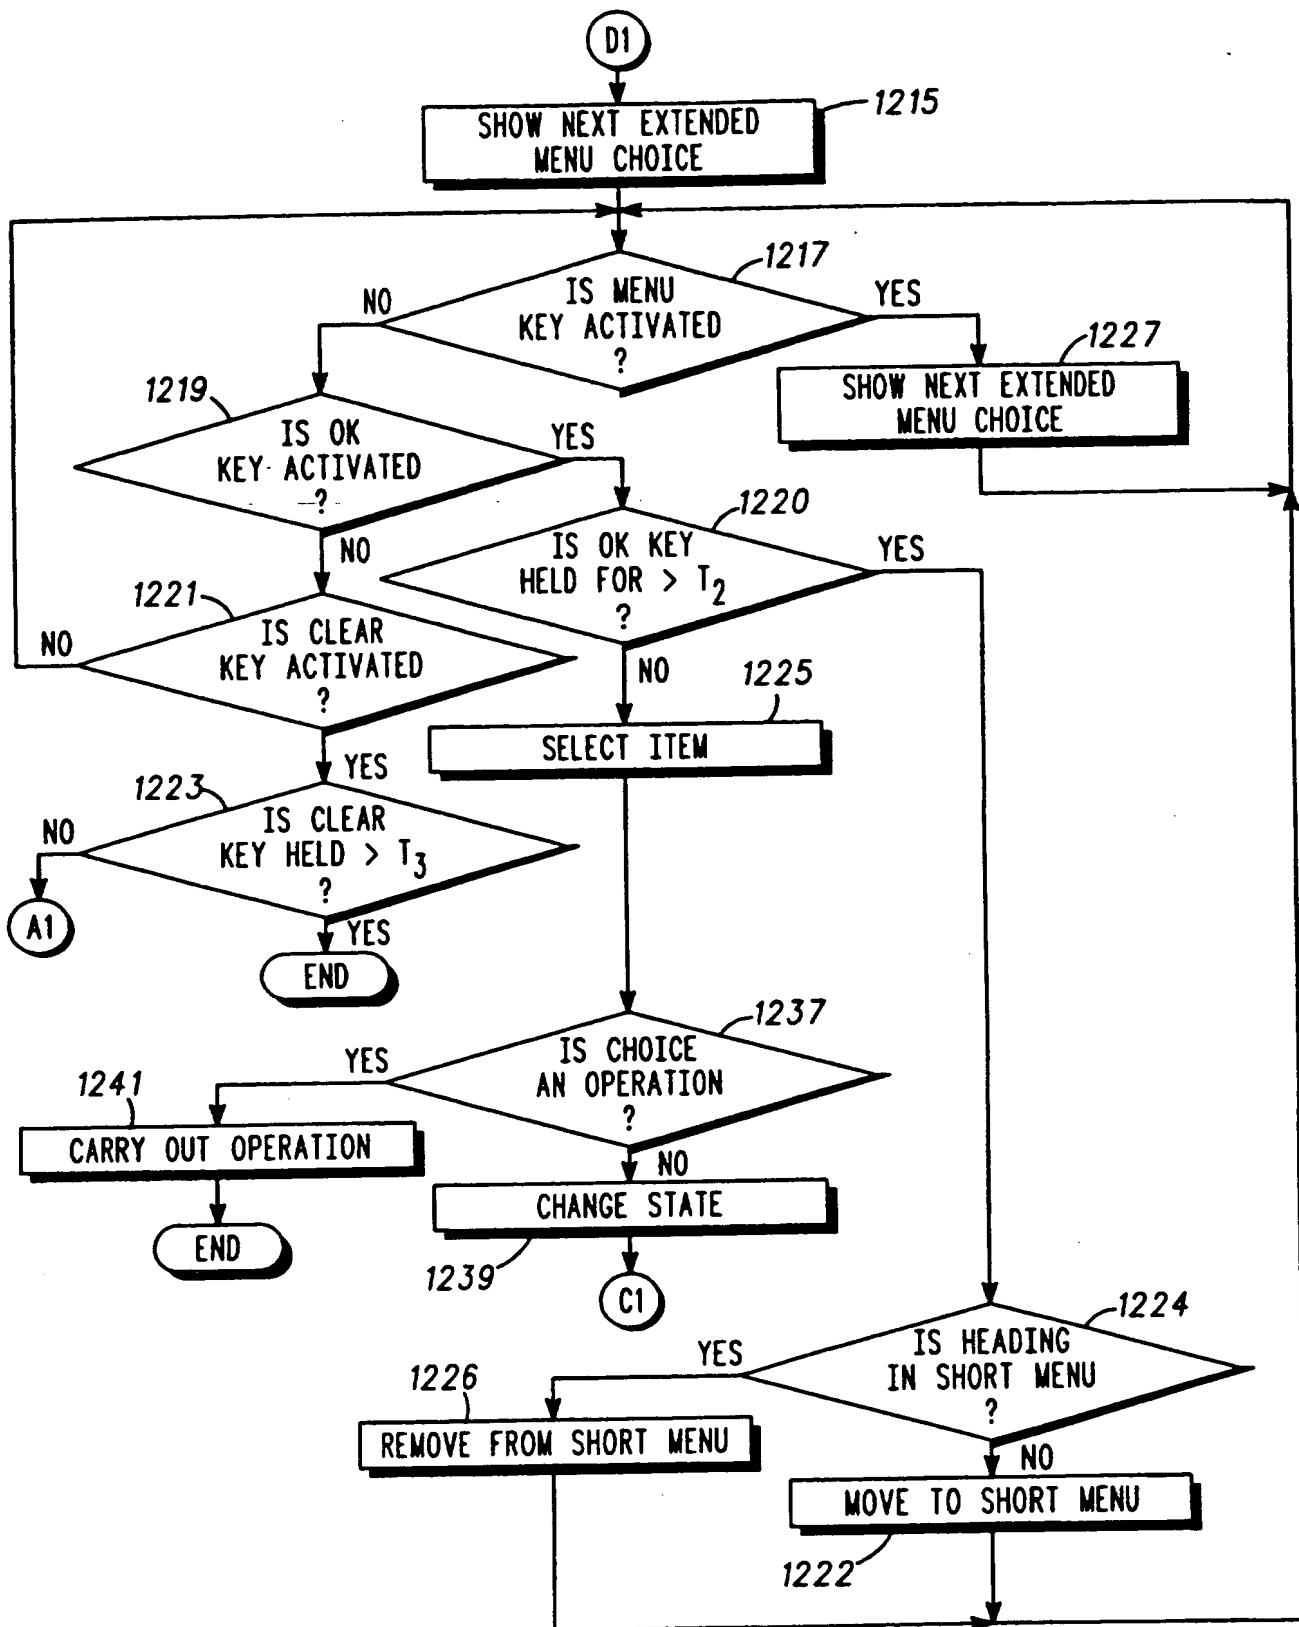 D1
1215
SHOW NEXT EXTENDED
MENU CHOICE
1217
IS MENU
KEY ACTIVATED
?
NO
YES
1227
SHOW NEXT EXTENDED
MENU CHOICE
1219
IS OK
KEY ACTIVATED
?
YES
NO
1220
IS OK KEY
HELD FOR > T2
?
YES
NO
1221
IS CLEAR
KEY ACTIVATED
?
NO
YES
1225
SELECT ITEM
1223
IS CLEAR
KEY HELD > T3
?
NO
A1
YES
END
1237
IS CHOICE
AN OPERATION
?
YES
1241
CARRY OUT OPERATION
END
NO
CHANGE STATE
1239
C1
1224
IS HEADING
IN SHORT MENU
?
YES
1226
REMOVE FROM SHORT MENU
NO
MOVE TO SHORT MENU
1222